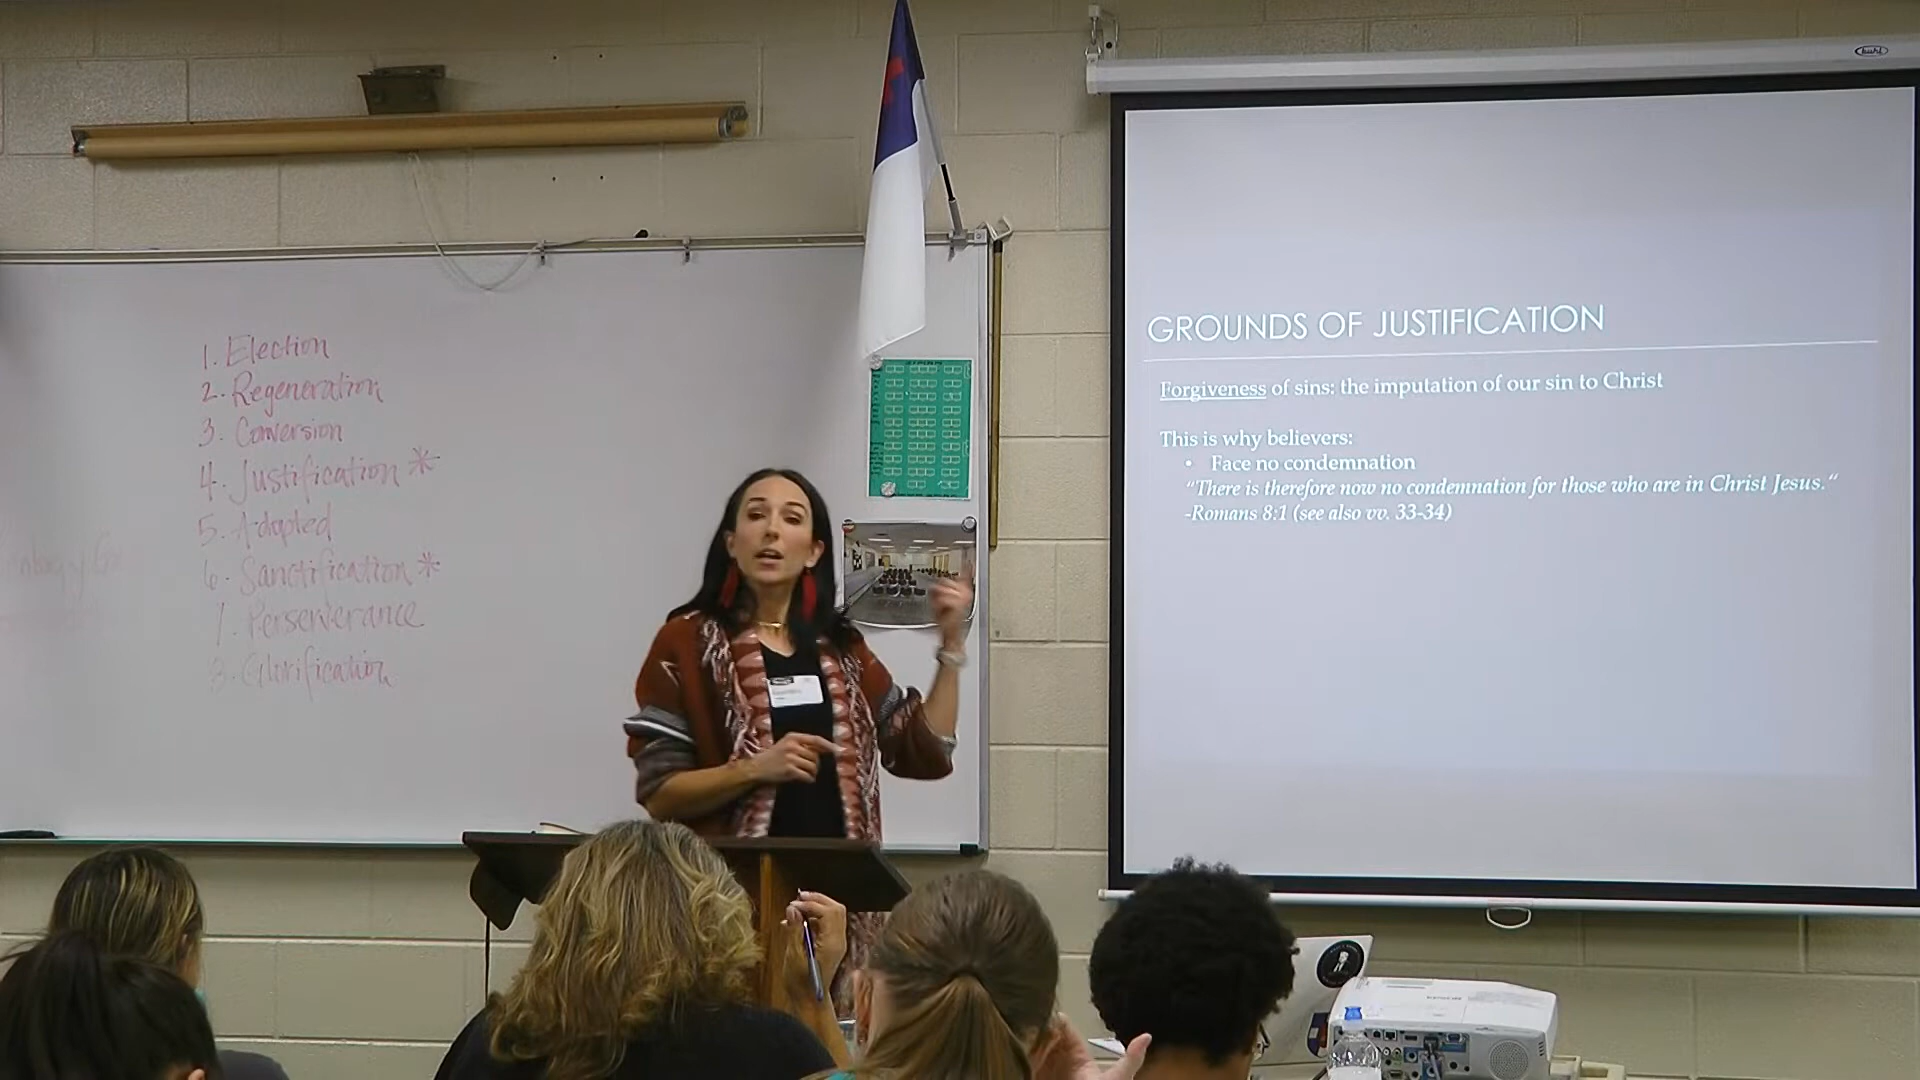 1. Election
2. Regeneration
3. Conversion
4. Justification *
5. Adopted
6. Sanctification *
7. Perserverance
8. Glorification
GROUNDS OF JUSTIFICATION
Forgiveness of sins: the imputation of our sin to Christ
This is why believers:
• Face no condemnation
“There is therefore now no condemnation for those who are in Christ Jesus.“
-Romans 8:1 (see also vv. 33-34)